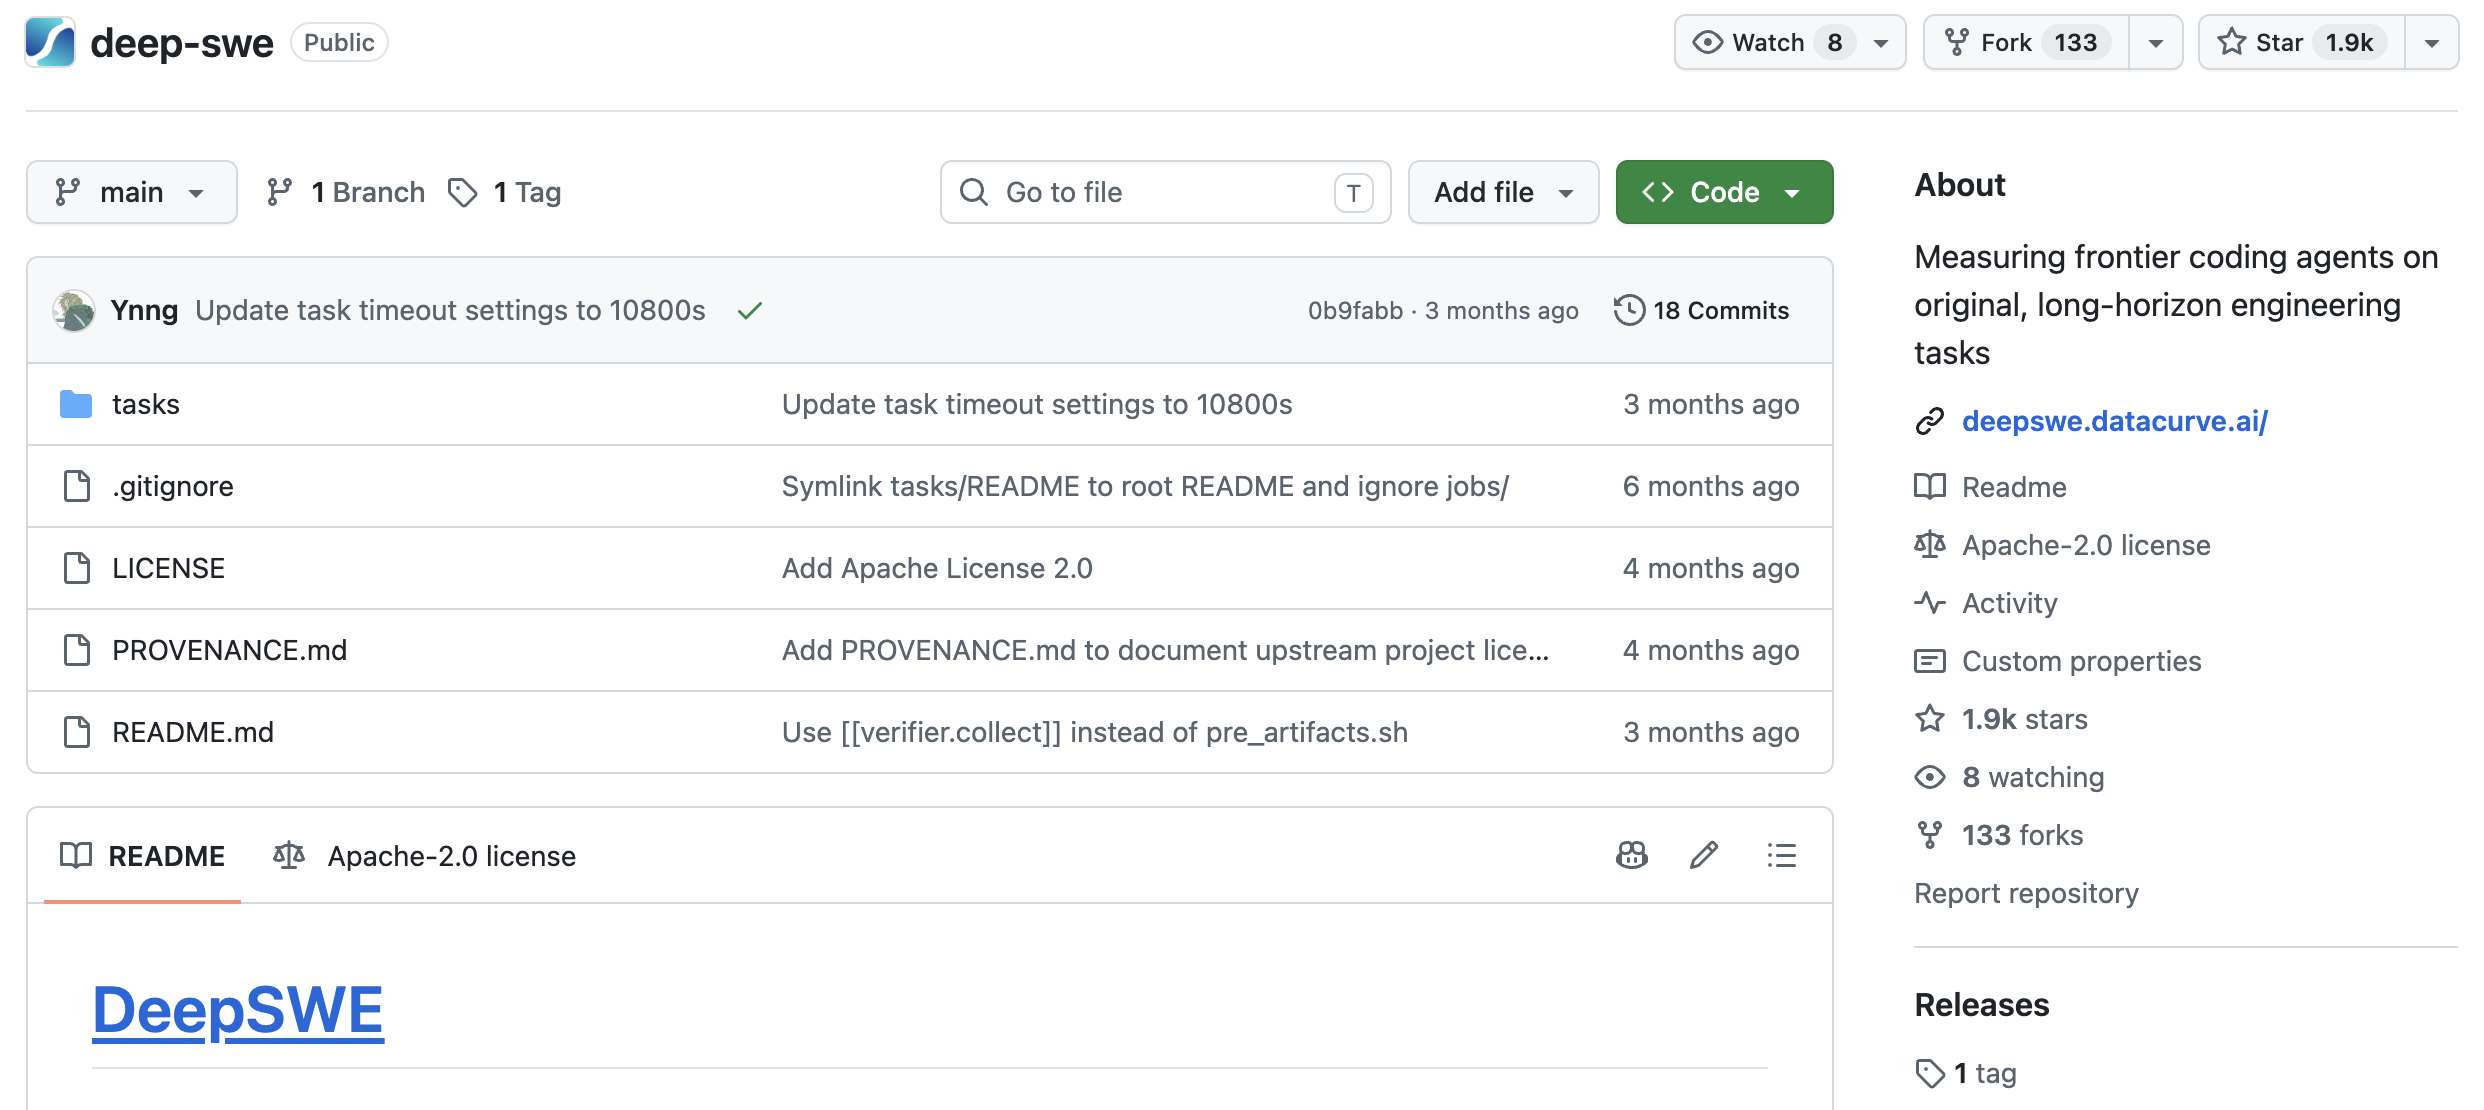 deep-swe Public Watch 8 Fork 133 Star 1.9k
main 1 Branch 1 Tag Go to file T Add file Code
Ynng Update task timeout settings to 10800s 0b9fabb · 3 months ago 18 Commits
tasks Update task timeout settings to 10800s 3 months ago
.gitignore Symlink tasks/README to root README and ignore jobs/ 6 months ago
LICENSE Add Apache License 2.0 4 months ago
PROVENANCE.md Add PROVENANCE.md to document upstream project lice... 4 months ago
README.md Use [[verifier.collect]] instead of pre_artifacts.sh 3 months ago
README Apache-2.0 license
DeepSWE
About
Measuring frontier coding agents on
original, long-horizon engineering
tasks
deepswe.datacurve.ai/
Readme
Apache-2.0 license
Activity
Custom properties
1.9k stars
8 watching
133 forks
Report repository
Releases
1 tag